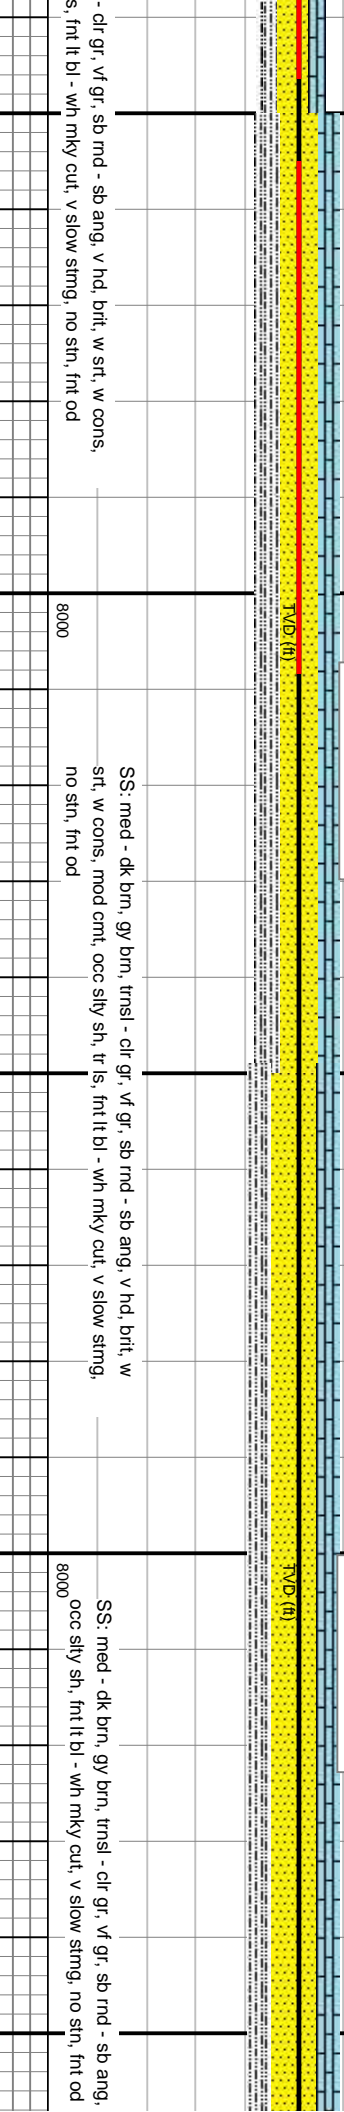 - clr gr, vf gr, sb rnd - sb ang, v hd, brit, w srt, w cons,
s, fnt lt bl - wh mky cut, v slow stmg, no stn, fnt od
TVD (ft)
8000
SS: med - dk brn, gy brn, trnsl - clr gr, vf gr, sb rnd - sb ang, v hd, brit, w
srt, w cons, mod cmt, occ slty sh, tr ls, fnt lt bl - wh mky cut, v slow stmg,
no stn, fnt od
TVD (ft)
8000
SS: med - dk brn, gy brn, trnsl - clr gr, vf gr, sb rnd - sb ang,
occ slty sh, fnt lt bl - wh mky cut, v slow stmg, no stn, fnt od